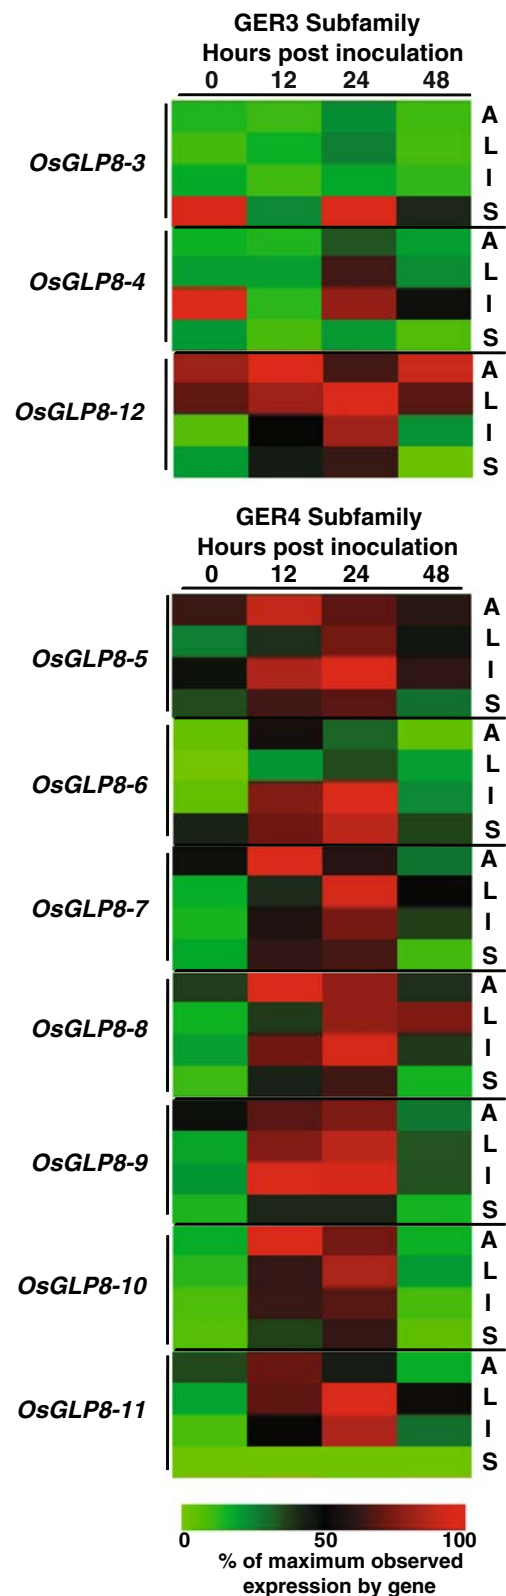 GER3 Subfamily
Hours post inoculation
0 12 24 48
OsGLP8-3
A
L
I
S
OsGLP8-4
A
L
I
S
OsGLP8-12
A
L
I
S
GER4 Subfamily
Hours post inoculation
0 12 24 48
OsGLP8-5
A
L
I
S
OsGLP8-6
A
L
I
S
OsGLP8-7
A
L
I
S
OsGLP8-8
A
L
I
S
OsGLP8-9
A
L
I
S
OsGLP8-10
A
L
I
S
OsGLP8-11
A
L
I
S
0 50 100
% of maximum observed
expression by gene